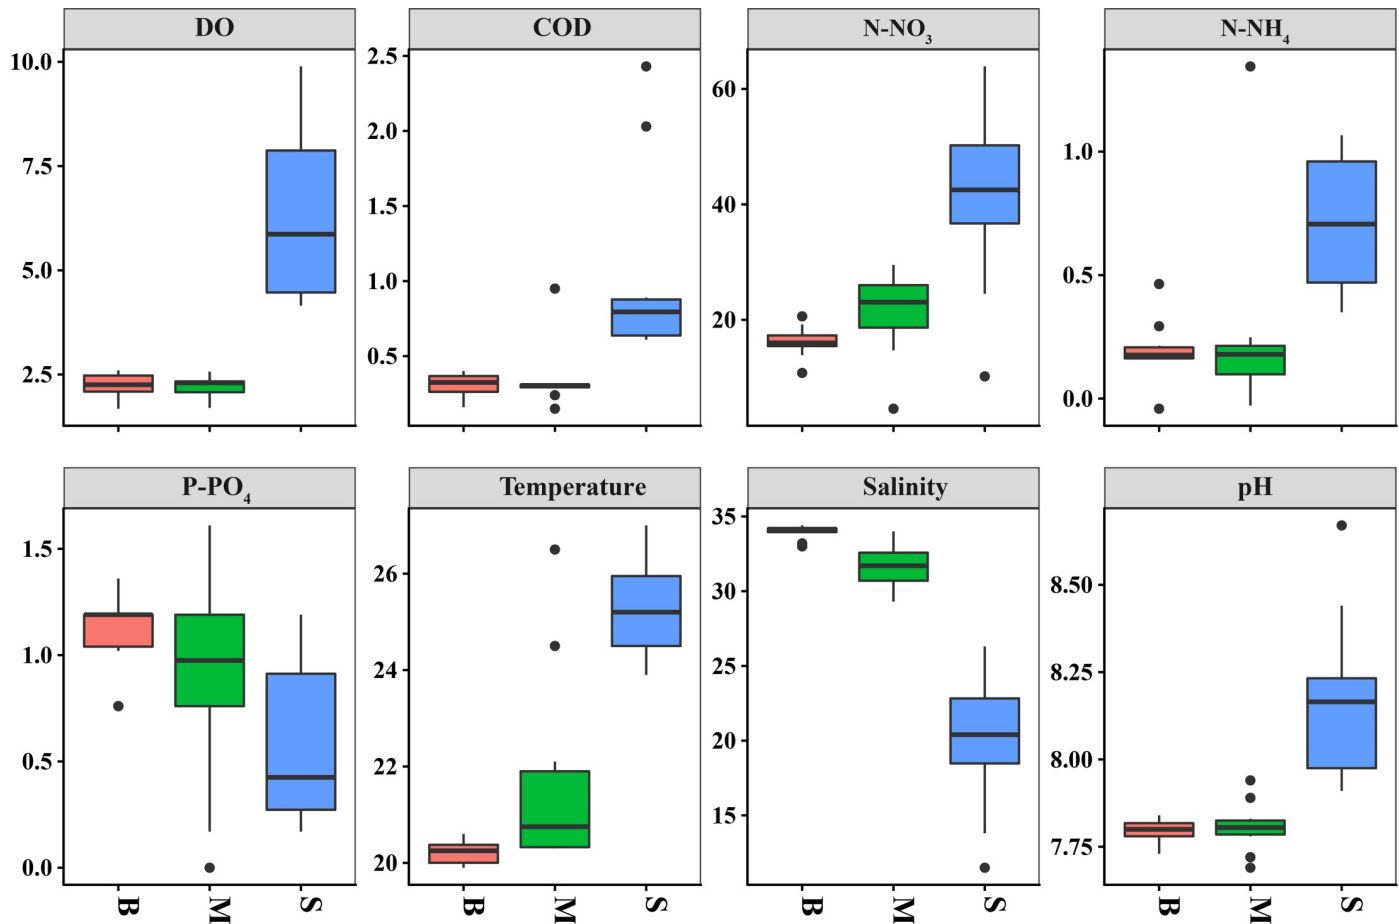 DO COD N-NO₃ N-NH₄
10.0 7.5 5.0 2.5
2.5 2.0 1.5 1.0 0.5
60 40 20
1.0 0.5 0.0
P-PO₄ Temperature Salinity pH
1.5 1.0 0.5 0.0
26 24 22 20
35 30 25 20 15
8.50 8.25 8.00 7.75
B M S B M S B M S B M S